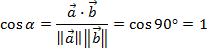 cos α = (a⃗ · b⃗) / (‖a⃗‖‖b⃗‖) = cos 90° = 1